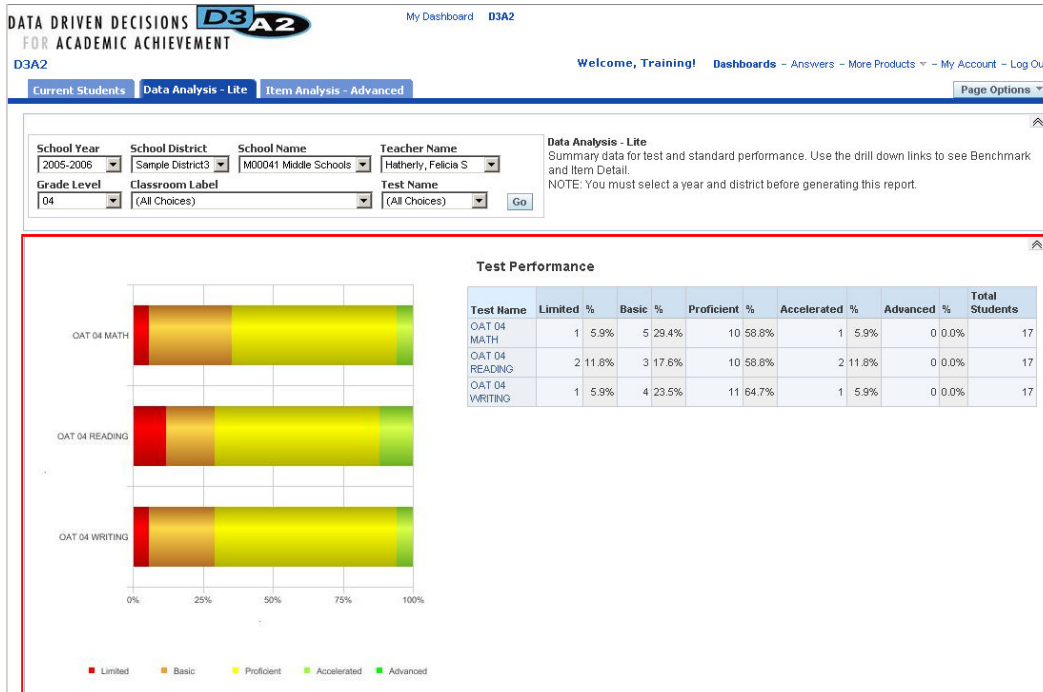 DATA DRIVEN DECISIONS D3A2
FOR ACADEMIC ACHIEVEMENT
My Dashboard D3A2
D3A2
Welcome, Training! Dashboards - Answers - More Products - My Account - Log Ou
Current Students Data Analysis - Lite Item Analysis - Advanced
Page Options
School Year School District School Name Teacher Name
2005-2006 Sample District3 M00041 Middle Schools Hatherly, Felicia S
Grade Level Classroom Label Test Name
04 (All Choices) (All Choices) Go
Data Analysis - Lite
Summary data for test and standard performance. Use the drill down links to see Benchmark
and Item Detail.
NOTE: You must select a year and district before generating this report.
OAT 04 MATH
OAT 04 READING
OAT 04 WRITING
0% 25% 50% 75% 100%
Limited Basic Proficient Accelerated Advanced
Test Performance
Test Name Limited % Basic % Proficient % Accelerated % Advanced % Total Students
OAT 04 MATH 1 5.9% 5 29.4% 10 58.8% 1 5.9% 0 0.0% 17
OAT 04 READING 2 11.8% 3 17.6% 10 58.8% 2 11.8% 0 0.0% 17
OAT 04 WRITING 1 5.9% 4 23.5% 11 64.7% 1 5.9% 0 0.0% 17